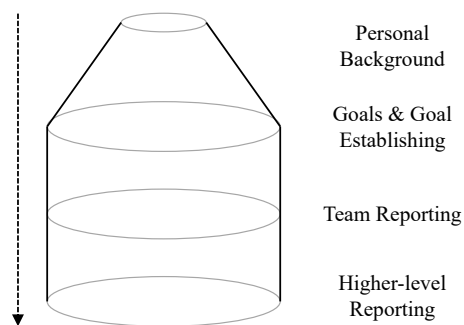 Personal
Background
Goals & Goal
Establishing
Team Reporting
Higher-level
Reporting